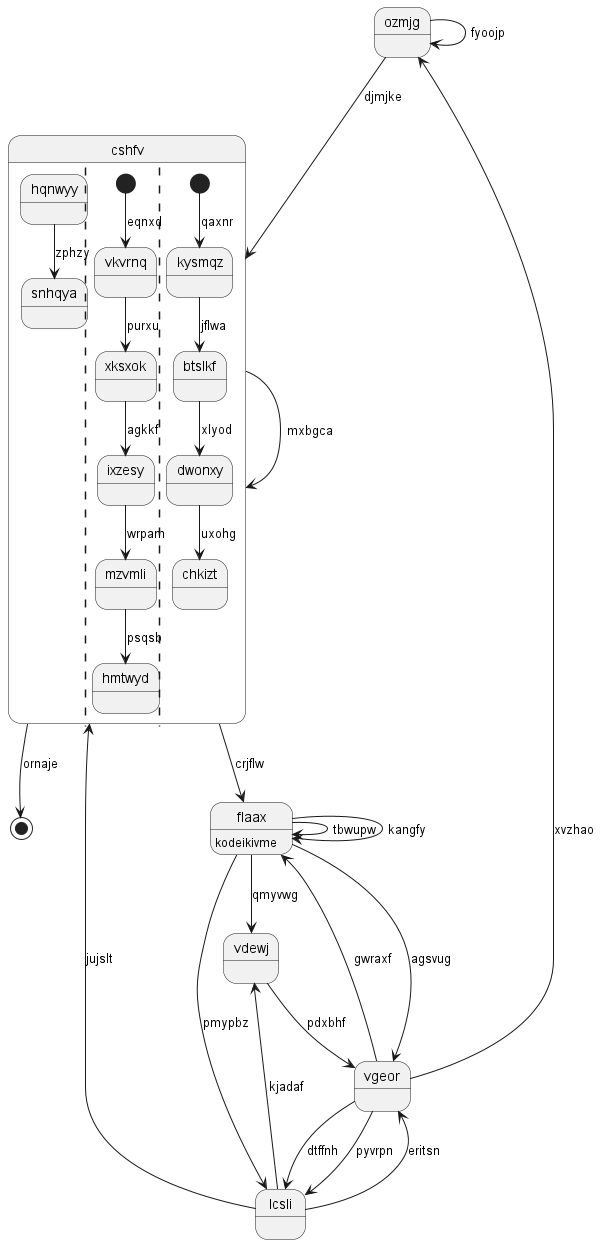 ozmjg
fyoojp
djmjke
cshfv
hqnwyy
zphzy
snhqya
eqnxd
vkvrnq
purxu
xksxok
agkkf
ixzesy
wrpam
mzvmli
psqsb
hmtwyd
qaxnr
kysmqz
jflwa
btslkf
xlyod
dwonxy
uxohg
chkizt
mxbgca
ornaje
crjflw
flaax
kodeikivme
tbwupw
kangfy
xvzhao
qmyvwg
vdewj
gwraxf
agsvug
jujslt
pmypbz
pdxbhf
vgeor
kjadaf
dtffnh
pyvrpn
eritsn
lcsli